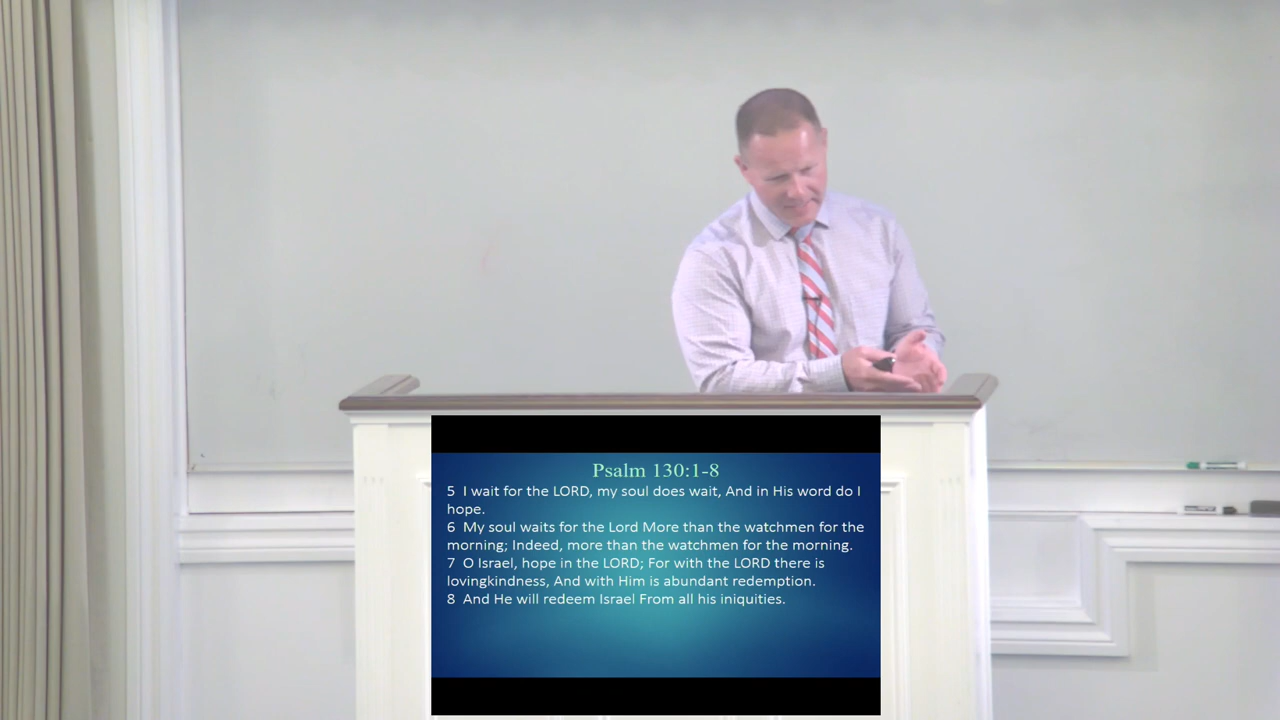 Psalm 130:1-8
5 I wait for the LORD, my soul does wait, And in His word do I
hope.
6 My soul waits for the Lord More than the watchmen for the
morning; Indeed, more than the watchmen for the morning.
7 O Israel, hope in the LORD; For with the LORD there is
lovingkindness, And with Him is abundant redemption.
8 And He will redeem Israel From all his iniquities.